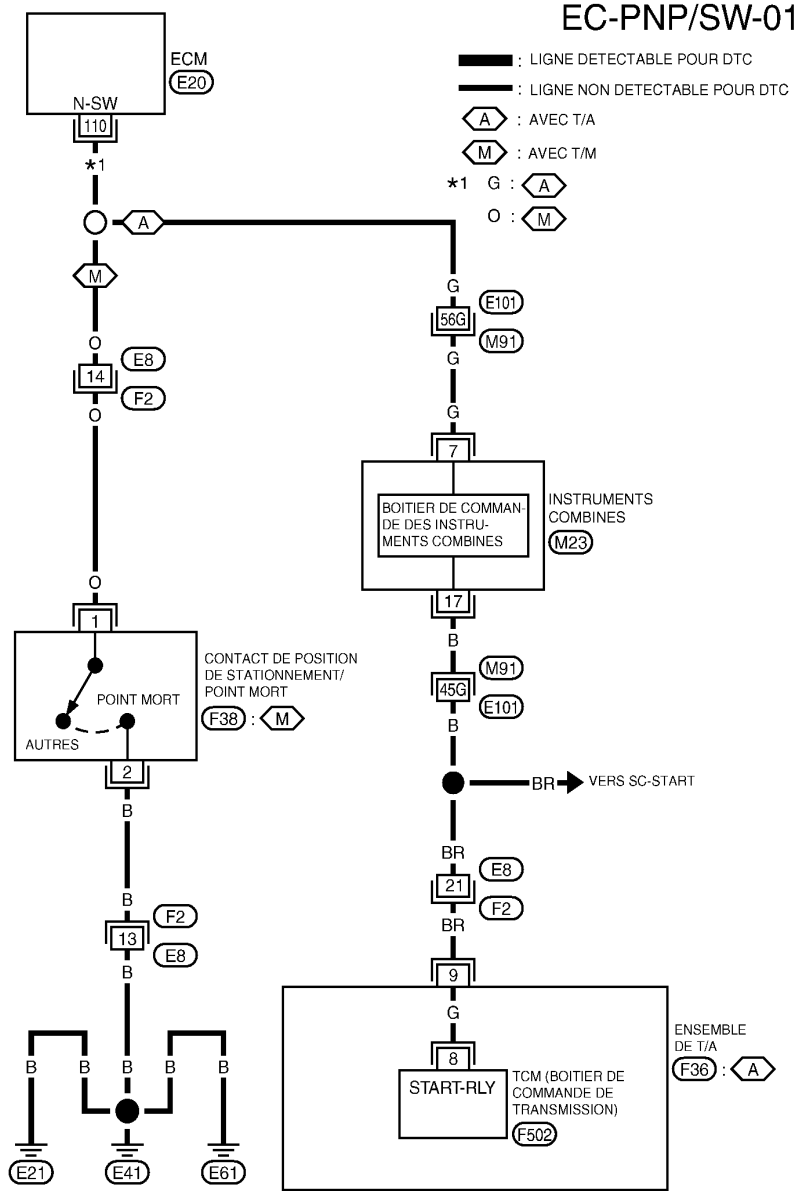 EC-PNP/SW-01
: LIGNE DETECTABLE POUR DTC
: LIGNE NON DETECTABLE POUR DTC
A : AVEC T/A
M : AVEC T/M
*1 G : A
O : M
ECM
E20
N-SW
110
*1
A
M
G
E101
56G
M91
G
G
7
BOITIER DE COMMAN-
DE DES INSTRU-
MENTS COMBINES
INSTRUMENTS
COMBINES
M23
17
B
M91
45G
E101
B
BR
VERS SC-START
BR
E8
21
F2
BR
9
G
8
START-RLY
TCM (BOITIER DE
COMMANDE DE
TRANSMISSION)
F502
ENSEMBLE
DE T/A
F36 : A
O
E8
14
F2
O
O
1
POINT MORT
AUTRES
CONTACT DE POSITION
DE STATIONNEMENT/
POINT MORT
F38 : M
2
B
B
F2
13
E8
B
B B B B B
E21 E41 E61